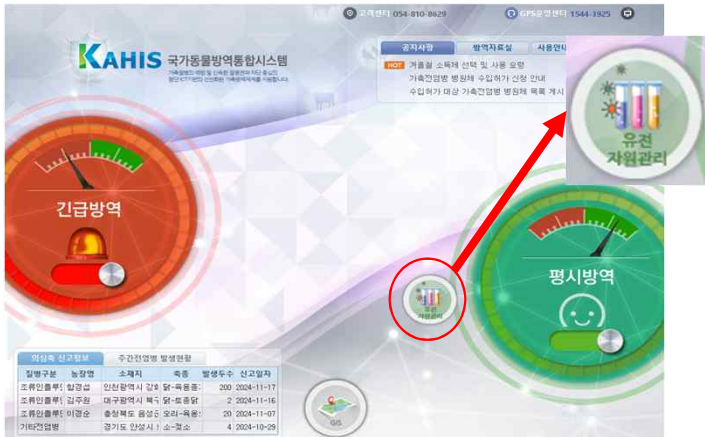 고객센터 054-810-8629
GPS운영센터 1544-3925
KAHIS 국가동물방역통합시스템
공지사항 방역자료실 사용안내
HOT 겨울철 소독제 선택 및 사용 요령
가축전염병 병원체 수입허가 신청 안내
수입허가 대상 가축전염병 병원체 목록 게시
유전
자원관리
긴급방역
평시방역
유전
자원관리
의심축 신고정보 주간전염병 발생현황
질병구분 농장명 소재지 축종 발생두수 신고일자
조류인플루 함경섭 인천광역시 강화 닭-육용종 200 2024-11-17
조류인플루 김주원 대구광역시 북구 닭-토종닭 2 2024-11-16
조류인플루 이경순 충청북도 음성군 오리-육용 20 2024-11-07
기타전염병 경기도 안성시 소-젖소 4 2024-10-29
GIS